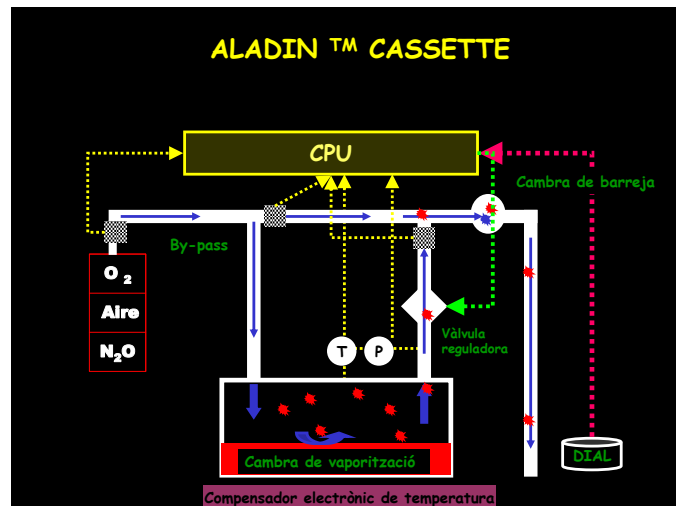 ALADIN TM CASSETTE
CPU
Cambra de barreja
By-pass
O 2
Aire
N2O
Vàlvula
reguladora
T
P
Cambra de vaporització
DIAL
Compensador electrònic de temperatura